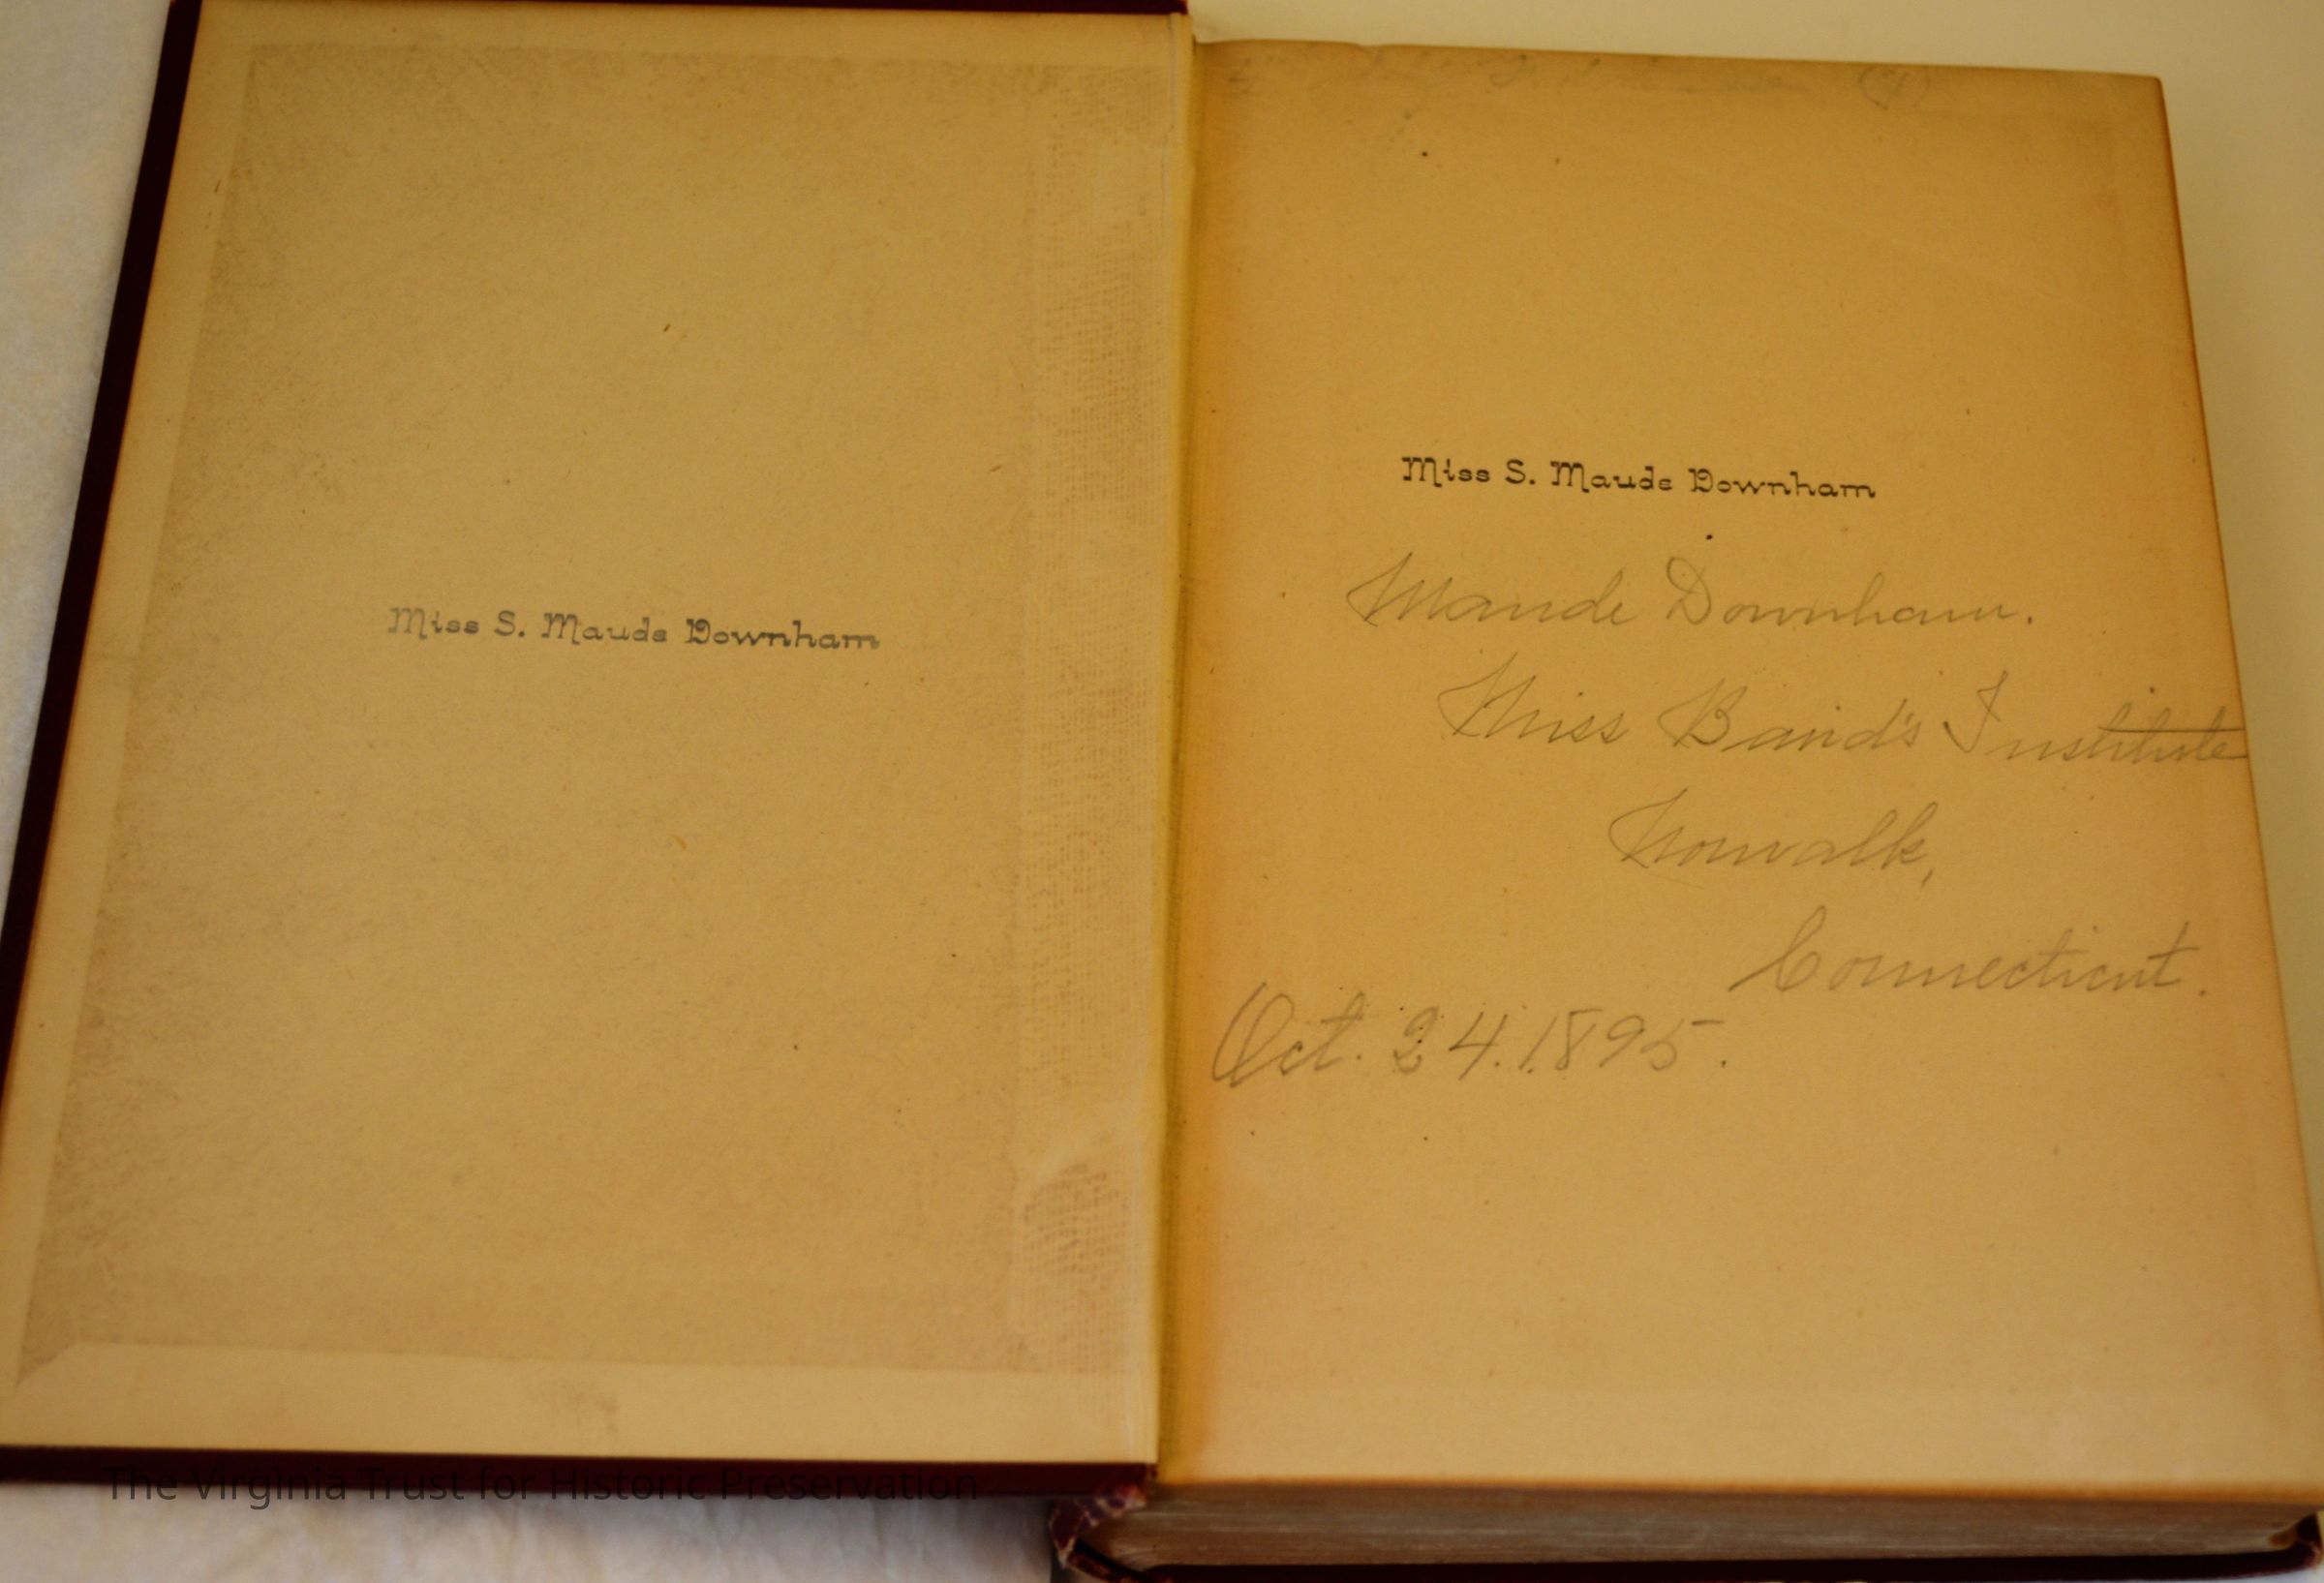 Miss S. Maude Downham
Miss S. Maude Downham
Maude Downham.
Miss Baird's Institute
Norwalk,
Connecticut.
Oct. 24. 1895.
The Virginia Trust for Historic Preservation